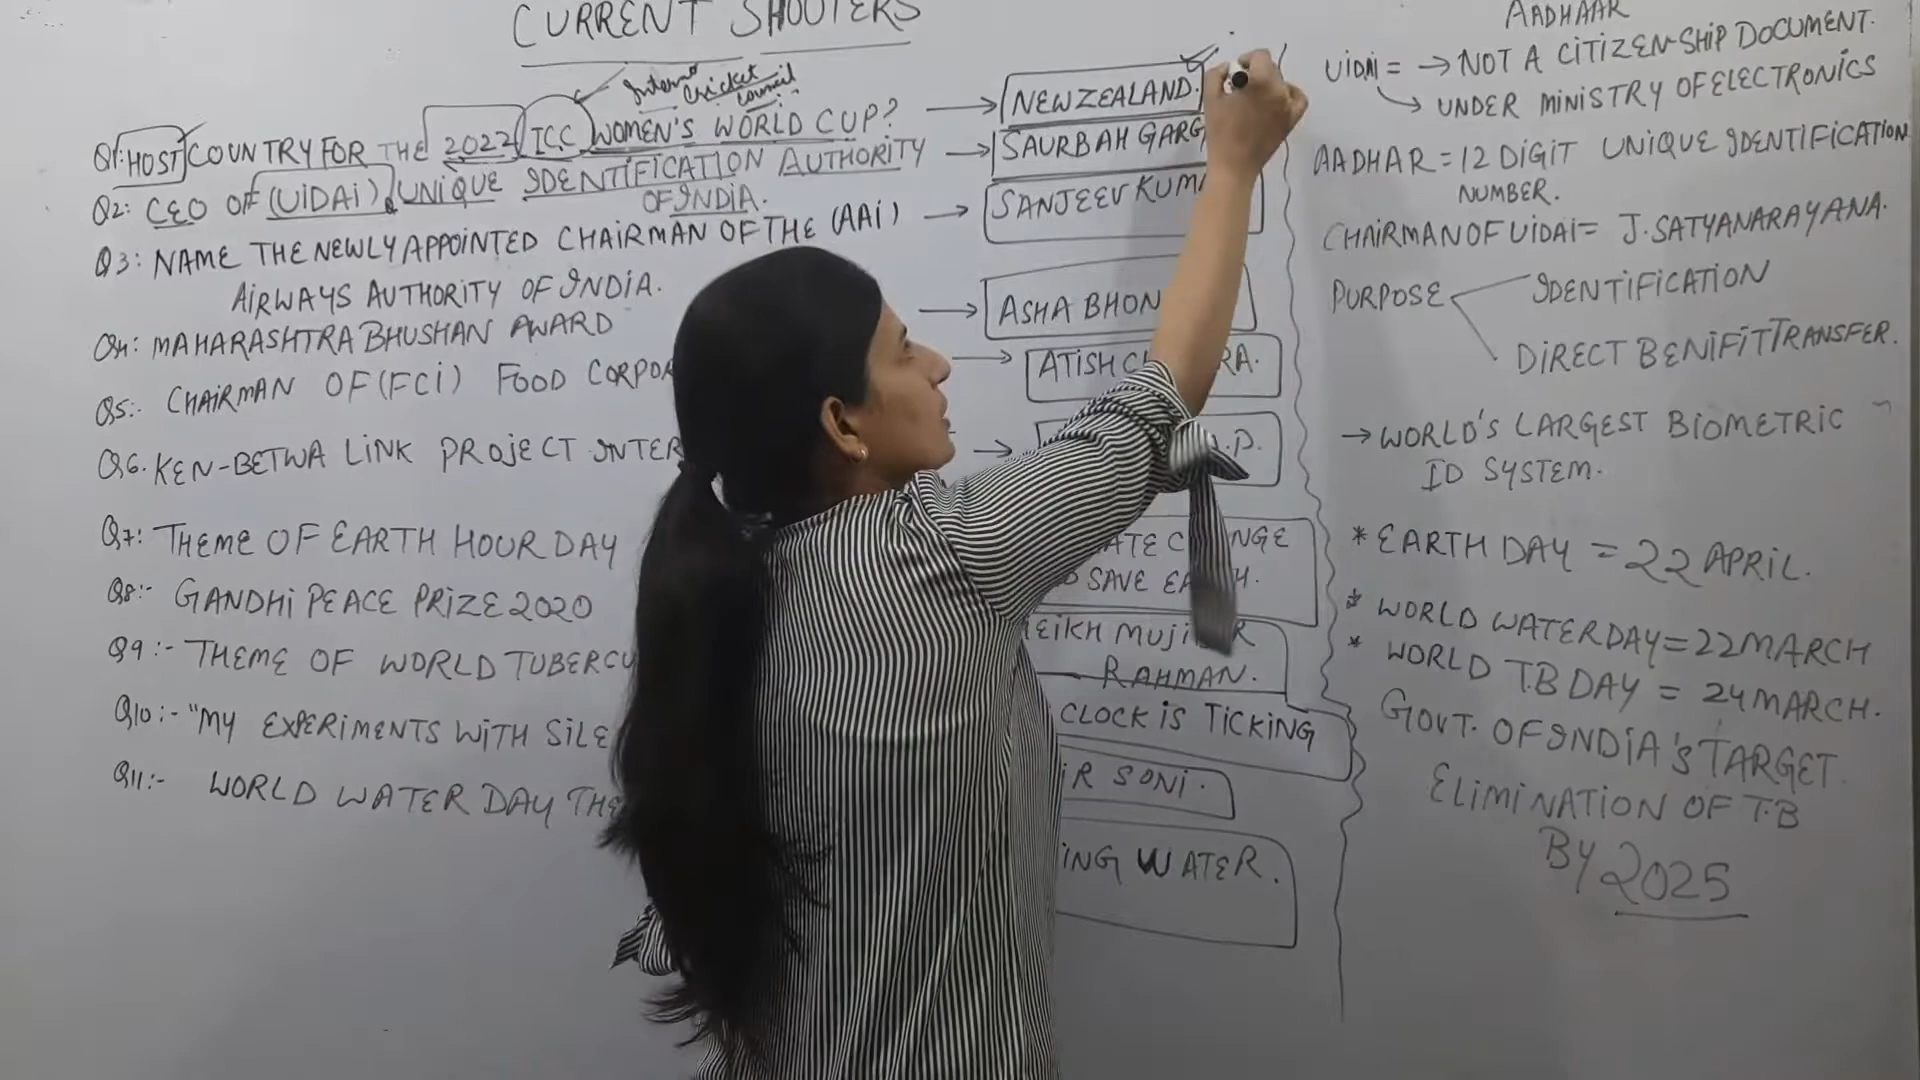 CURRENT SHOOTERS
Intern Cricket
council
Q1:- HOST COUNTRY FOR THE 2022 ICC WOMEN'S WORLD CUP?
Q2: CEO OF (UiDAi) UNIQUE IDENTIFICATION AUTHORITY
OF INDIA.
Q3: NAME THE NEWLY APPOINTED CHAIRMAN OF THE (AAi)
AIRWAYS AUTHORITY OF INDIA.
Q4: MAHARASHTRA BHUSHAN AWARD
Q5:- CHAIRMAN OF (FCi) FOOD CORPOR
Q6. KEN-BETWA LINK PROJECT INTER
Q7: THEME OF EARTH HOUR DAY
Q8:- GANDHI PEACE PRIZE 2020
Q9:- THEME OF WORLD TUBERCU
Q10:- "MY EXPERIMENTS WITH SILE
Q11:- WORLD WATER DAY THE
→ NEWZEALAND.
→ SAURBAH GARG
→ SANJEEV KUMA
→ ASHA BHON
→ ATISH CH RA.
→ .P.
ATE CHANGE
SAVE EARTH.
EIKH MUJI R
RAHMAN.
CLOCK IS TICKING
IR SONI.
ING WATER.
AADHAAR
UIDAI = → NOT A CITIZENSHIP DOCUMENT.
→ UNDER MINISTRY OF ELECTRONICS
AADHAR = 12 DIGIT UNIQUE IDENTIFICATION
NUMBER.
CHAIRMAN OF UIDAI = J. SATYANARAYANA.
PURPOSE IDENTIFICATION
DIRECT BENIFIT TRANSFER.
→ WORLD'S LARGEST BIOMETRIC
ID SYSTEM.
* EARTH DAY = 22 APRIL.
* WORLD WATER DAY = 22 MARCH
* WORLD T.B DAY = 24 MARCH.
GOVT. OF INDIA'S TARGET
ELIMINATION OF T.B
BY 2025